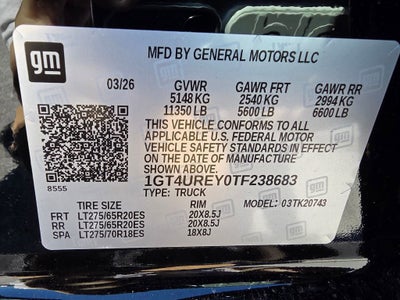 gm
MFD BY GENERAL MOTORS LLC
03/26 GVWR GAWR FRT GAWR RR
5148 KG 2540 KG 2994 KG
11350 LB 5600 LB 6600 LB
THIS VEHICLE CONFORMS TO ALL
APPLICABLE U.S. FEDERAL MOTOR
VEHICLE SAFETY STANDARDS IN EFFECT
ON THE DATE OF MANUFACTURE
SHOWN ABOVE.
8555 1GT4UREY0TF238683
TYPE: TRUCK
TIRE SIZE RIM MODEL: 03TK20743
FRT LT275/65R20ES 20X8.5J
RR LT275/65R20ES 20X8.5J
SPA LT275/70R18ES 18X8J